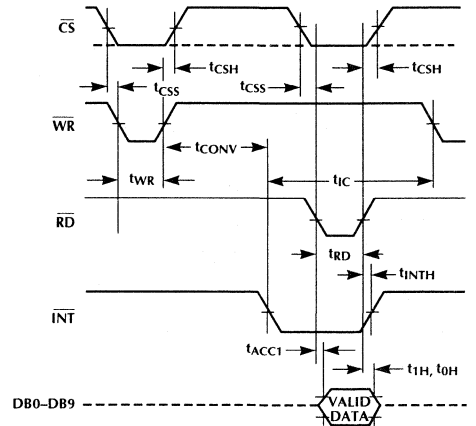 CS
tCSS
tCSH
tCSS
tCSH
WR
tCONV
tWR
tIC
RD
tRD
tINTH
INT
tACC1
t1H, t0H
DB0–DB9
VALID
DATA